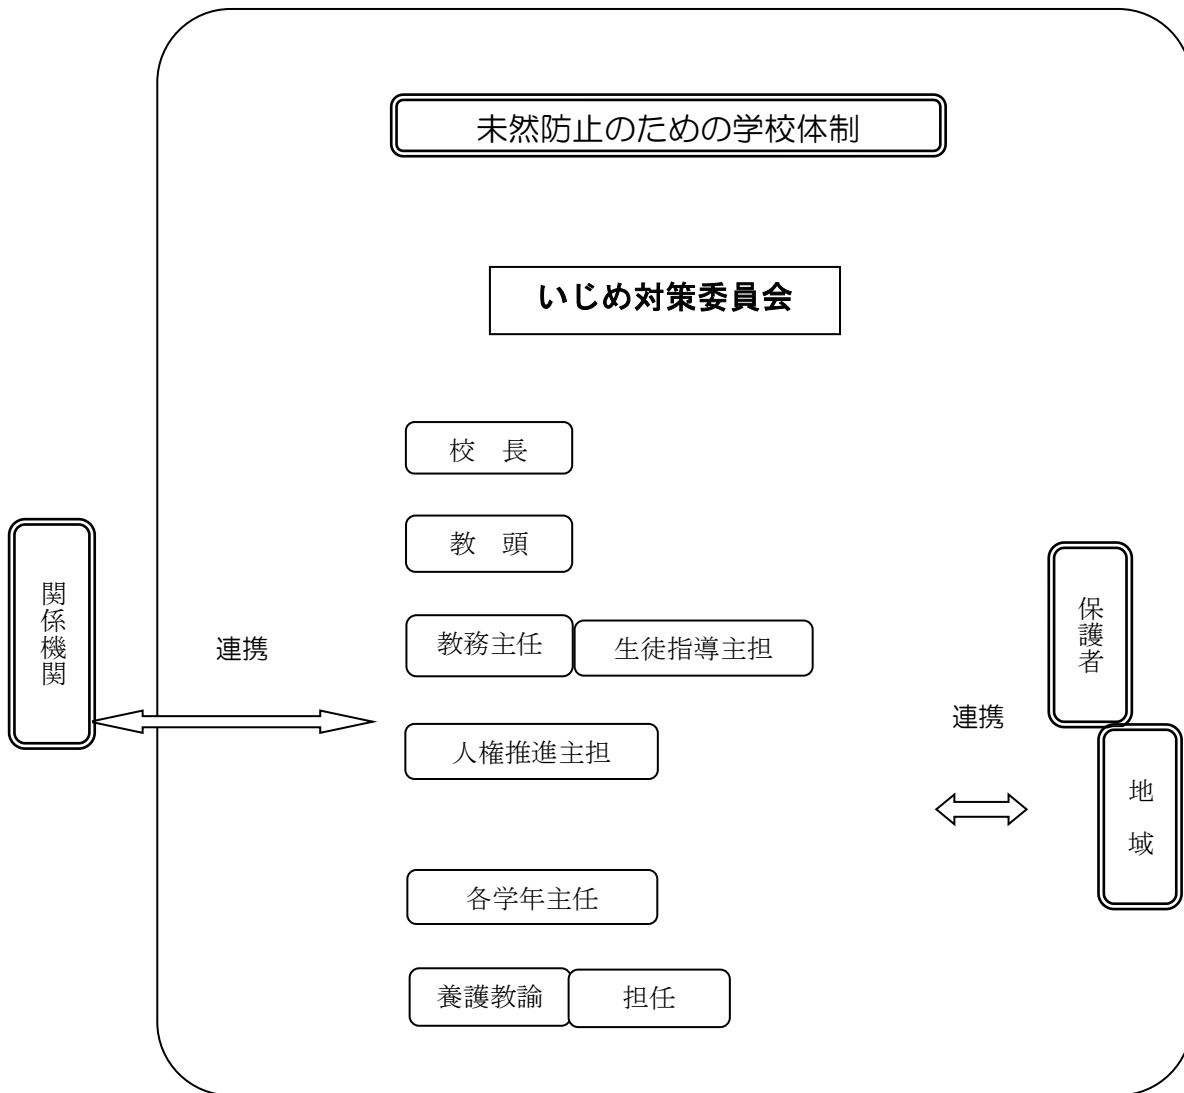 未然防止のための学校体制
いじめ対策委員会
校　長
教　頭
関係機関
連携
教務主任
生徒指導主担
保護者
連携
人権推進主担
地　域
各学年主任
養護教諭
担任